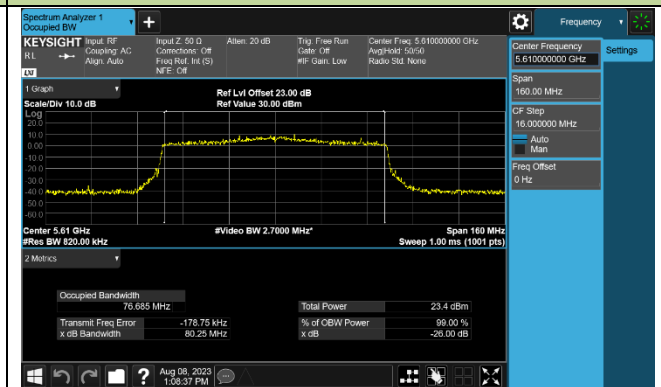 Spectrum Analyzer 1
Occupied BW
Frequency
KEYSIGHT Input: RF Input Z: 50 Ω Atten: 20 dB Trig: Free Run Center Freq: 5.610000000 GHz
RL Coupling: AC Corrections: Off Gate: Off Avg|Hold: 50/50
Align: Auto Freq Ref: Int (S) #IF Gain: Low Radio Std: None
NFE: Off
LXI
Center Frequency
5.610000000 GHz
Settings
Span
160.00 MHz
CF Step
16.000000 MHz
Auto
Man
Freq Offset
0 Hz
1 Graph
Scale/Div 10.0 dB
Ref Lvl Offset 23.00 dB
Ref Value 30.00 dBm
Log
20.0
10.0
0.00
-10.0
-20.0
-30.0
-40.0
-50.0
-60.0
Center 5.61 GHz #Video BW 2.7000 MHz* Span 160 MHz
#Res BW 820.00 kHz Sweep 1.00 ms (1001 pts)
2 Metrics
Occupied Bandwidth
76.685 MHz Total Power 23.4 dBm
Transmit Freq Error -178.75 kHz % of OBW Power 99.00 %
x dB Bandwidth 80.25 MHz x dB -26.00 dB
Aug 08, 2023
1:08:37 PM